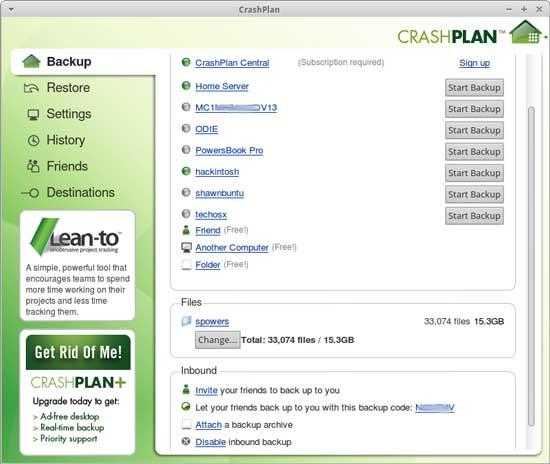 CrashPlan
CRASHPLAN™
Backup
Restore
Settings
History
Friends
Destinations
Lean-to™
unobtrusive project tracking
A simple, powerful tool that
encourages teams to spend
more time working on their
projects and less time
tracking them.
Get Rid Of Me!
CRASHPLAN+
Upgrade today to get:
> Ad-free desktop
> Real-time backup
> Priority support
CrashPlan Central (Subscription required) Sign up
Home Server Start Backup
MC1 V13 Start Backup
ODIE Start Backup
PowersBook Pro Start Backup
hackintosh Start Backup
shawnbuntu Start Backup
techosx Start Backup
Friend (Free!)
Another Computer (Free!)
Folder (Free!)
Files
spowers 33,074 files 15.3GB
Change... Total: 33,074 files / 15.3GB
Inbound
Invite your friends to back up to you
Let your friends back up to you with this backup code: N V
Attach a backup archive
Disable inbound backup